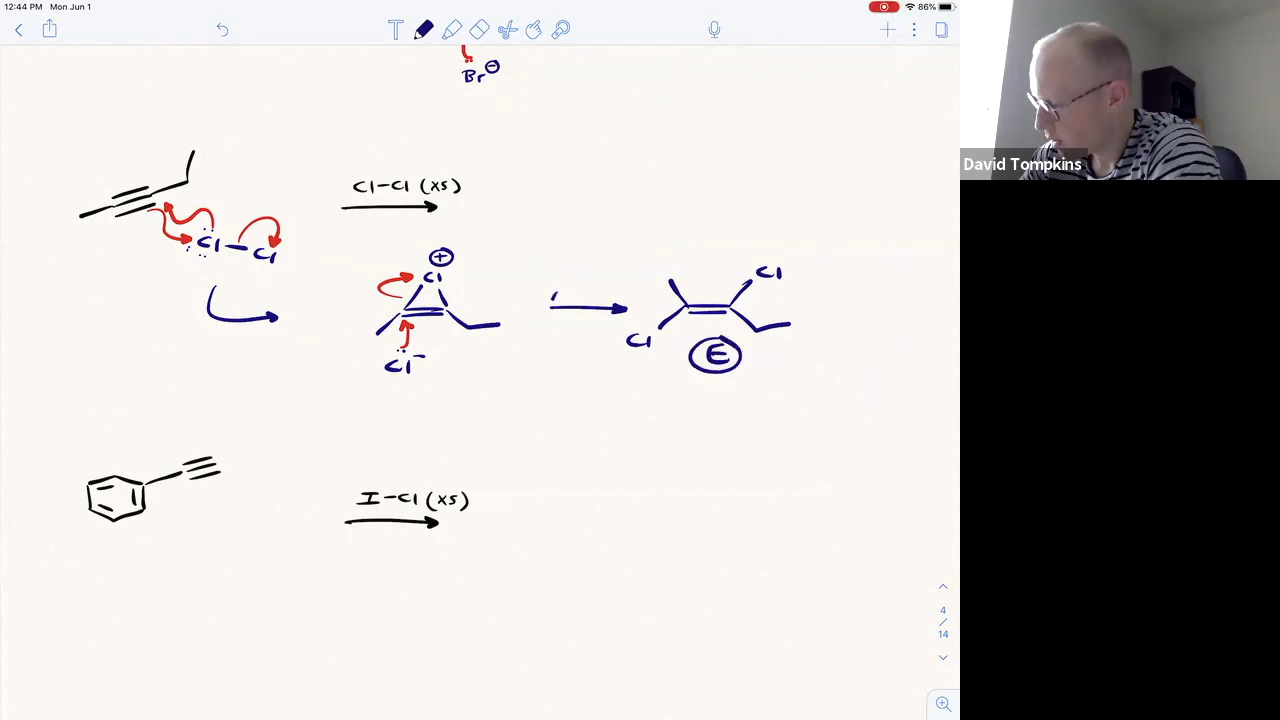 12:44 PM Mon Jun 1
86%
T
Br⊖
Cl-Cl (xs)
Cl-Cl
Cl⊕
Cl⁻
Cl
Cl
E
I-Cl (xs)
4
/
14
David Tompkins